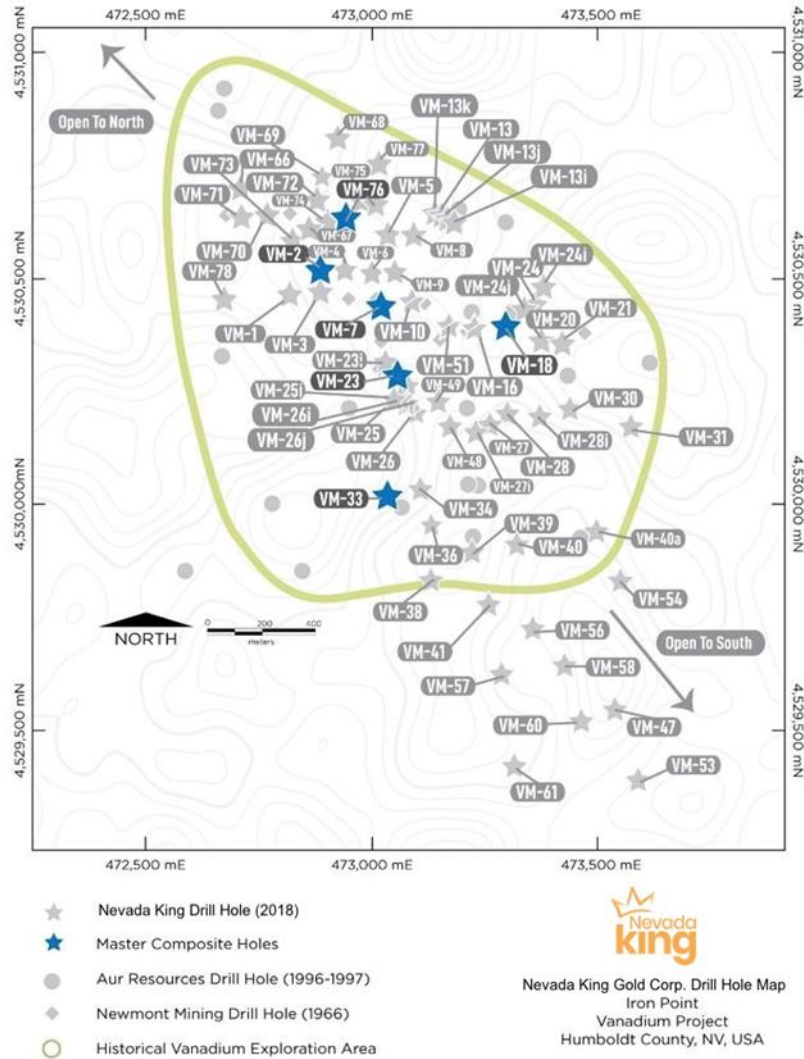 472,500 mE
473,000 mE
473,500 mE
4,531,000 mN
4,531,000 mN
Open To North
VM-68
VM-13k
VM-13
VM-69
VM-75
VM-77
VM-13j
VM-73
VM-66
VM-76
VM-5
VM-13i
VM-71
VM-72
VM-74
VM-67
VM-70
VM-2
VM-4
VM-6
VM-8
VM-24i
VM-78
VM-9
VM-24j
VM-24
VM-21
4,530,500 mN
4,530,500 mN
VM-1
VM-7
VM-10
VM-20
VM-3
VM-51
VM-18
VM-23
VM-16
VM-25i
VM-49
VM-30
VM-26i
VM-26j
VM-25
VM-27
VM-28i
VM-31
VM-26
VM-48
VM-28
VM-27i
VM-33
VM-34
4,530,000 mN
4,530,000 mN
VM-39
VM-36
VM-40
VM-40a
VM-38
VM-54
NORTH
0 200 400
meters
VM-41
VM-56
Open To South
VM-57
VM-58
VM-60
VM-47
4,529,500 mN
4,529,500 mN
VM-61
VM-53
472,500 mE
473,000 mE
473,500 mE
Nevada King Drill Hole (2018)
Master Composite Holes
Aur Resources Drill Hole (1996-1997)
Newmont Mining Drill Hole (1966)
Historical Vanadium Exploration Area
Nevada
king
Nevada King Gold Corp. Drill Hole Map
Iron Point
Vanadium Project
Humboldt County, NV, USA